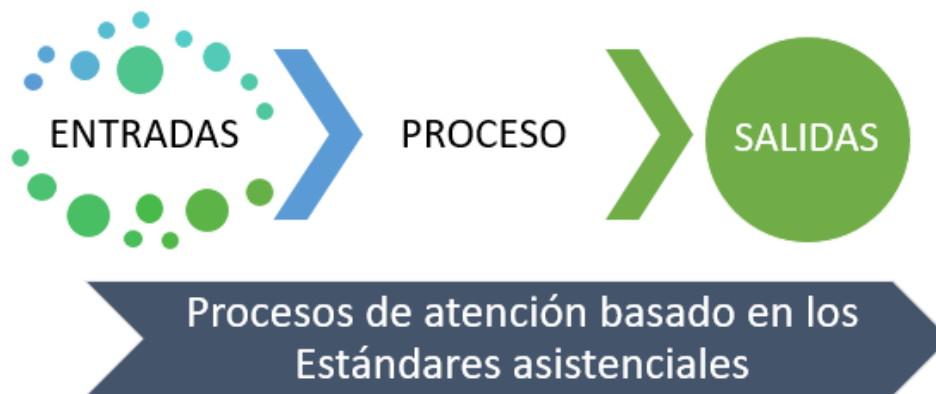 ENTRADAS
PROCESO
SALIDAS
Procesos de atención basado en los
Estándares asistenciales